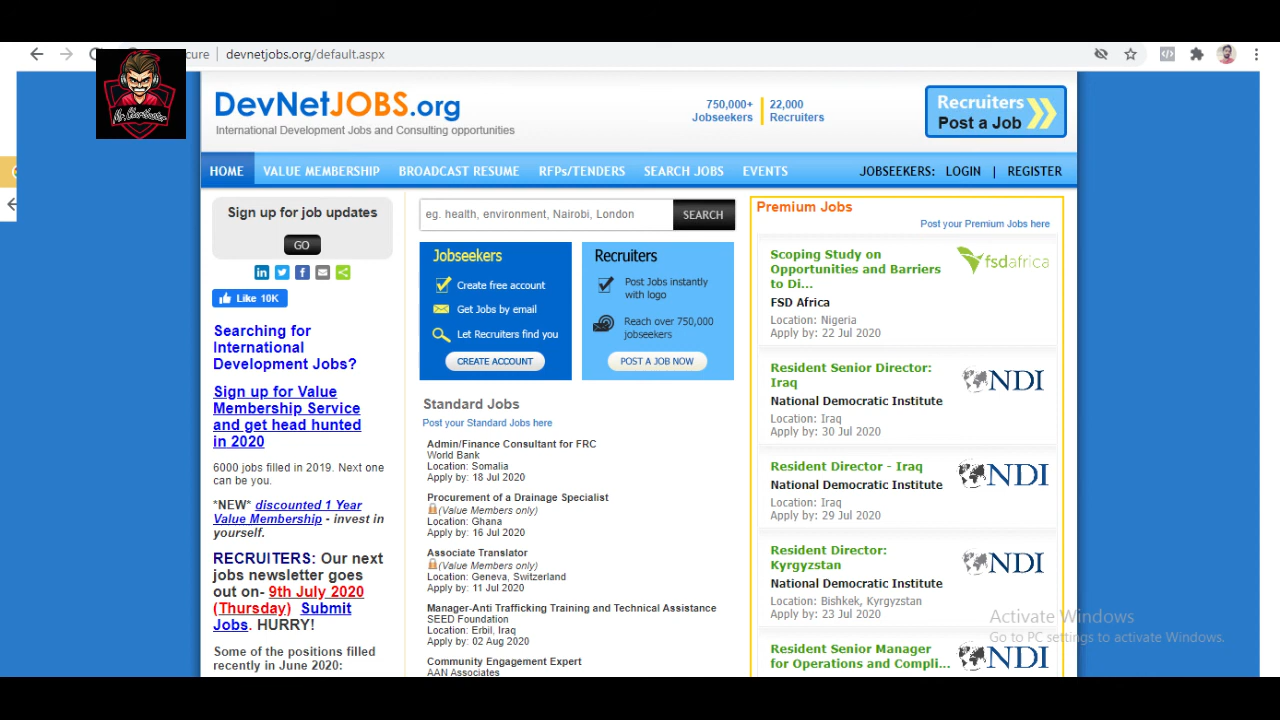 cure | devnetjobs.org/default.aspx
DevNetJOBS.org
International Development Jobs and Consulting opportunities
750,000+
Jobseekers
22,000
Recruiters
Recruiters
Post a Job
HOME VALUE MEMBERSHIP BROADCAST RESUME RFPs/TENDERS SEARCH JOBS EVENTS JOBSEEKERS: LOGIN | REGISTER
Sign up for job updates
GO
Like 10K
Searching for
International
Development Jobs?
Sign up for Value
Membership Service
and get head hunted
in 2020
6000 jobs filled in 2019. Next one
can be you.
*NEW* discounted 1 Year
Value Membership - invest in
yourself.
RECRUITERS: Our next
jobs newsletter goes
out on- 9th July 2020
(Thursday) Submit
Jobs. HURRY!
Some of the positions filled
recently in June 2020:
eg. health, environment, Nairobi, London
SEARCH
Jobseekers
Create free account
Get Jobs by email
Let Recruiters find you
CREATE ACCOUNT
Recruiters
Post Jobs instantly
with logo
Reach over 750,000
jobseekers
POST A JOB NOW
Standard Jobs
Post your Standard Jobs here
Admin/Finance Consultant for FRC
World Bank
Location: Somalia
Apply by: 18 Jul 2020
Procurement of a Drainage Specialist
(Value Members only)
Location: Ghana
Apply by: 16 Jul 2020
Associate Translator
(Value Members only)
Location: Geneva, Switzerland
Apply by: 11 Jul 2020
Manager-Anti Trafficking Training and Technical Assistance
SEED Foundation
Location: Erbil, Iraq
Apply by: 02 Aug 2020
Community Engagement Expert
AAN Associates
Premium Jobs
Post your Premium Jobs here
Scoping Study on
Opportunities and Barriers
to Di...
FSD Africa
Location: Nigeria
Apply by: 22 Jul 2020
fsdafrica
Resident Senior Director:
Iraq
National Democratic Institute
Location: Iraq
Apply by: 30 Jul 2020
NDI
Resident Director - Iraq
National Democratic Institute
Location: Iraq
Apply by: 29 Jul 2020
NDI
Resident Director:
Kyrgyzstan
National Democratic Institute
Location: Bishkek, Kyrgyzstan
Apply by: 23 Jul 2020
NDI
Resident Senior Manager
for Operations and Compli...
NDI
Activate Windows
Go to PC settings to activate Windows.